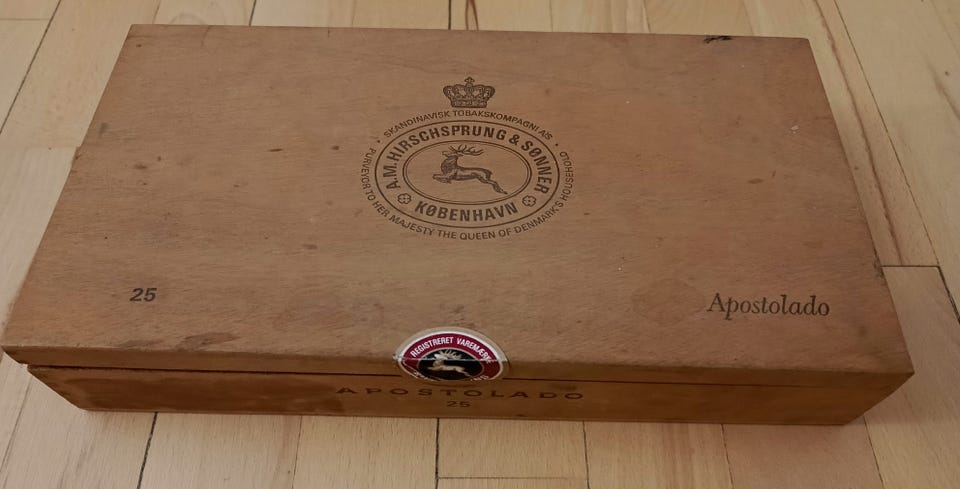 SKANDINAVISK TOBAKSKOMPAGNI A/S
A.M. HIRSCHSPRUNG & SØNNER
KØBENHAVN
PURVEYOR TO HER MAJESTY THE QUEEN OF DENMARK'S HOUSEHOLD
25
Apostolado
REGISTRERET VAREMÆRKE
APOSTOLADO
25